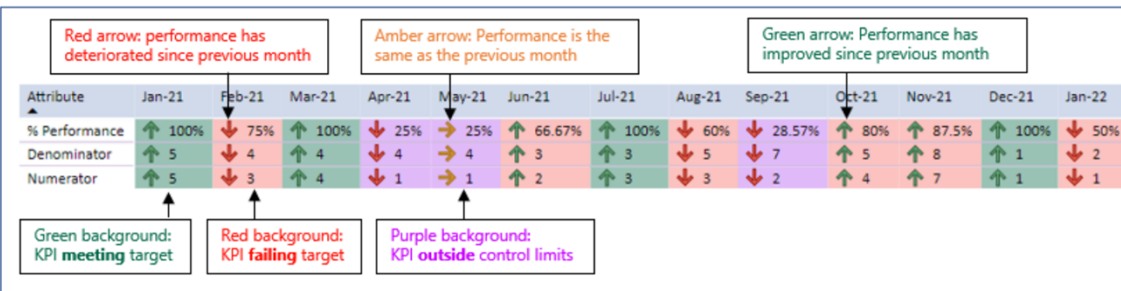 Red arrow: performance has
deteriorated since previous month
Amber arrow: Performance is the
same as the previous month
Green arrow: Performance has
improved since previous month
Attribute Jan-21 Feb-21 Mar-21 Apr-21 May-21 Jun-21 Jul-21 Aug-21 Sep-21 Oct-21 Nov-21 Dec-21 Jan-22
% Performance 100% 75% 100% 25% 25% 66.67% 100% 60% 28.57% 80% 87.5% 100% 50%
Denominator 5 4 4 4 4 3 3 5 7 5 8 1 2
Numerator 5 3 4 1 1 2 3 3 2 4 7 1 1
Green background:
KPI meeting target
Red background:
KPI failing target
Purple background:
KPI outside control limits